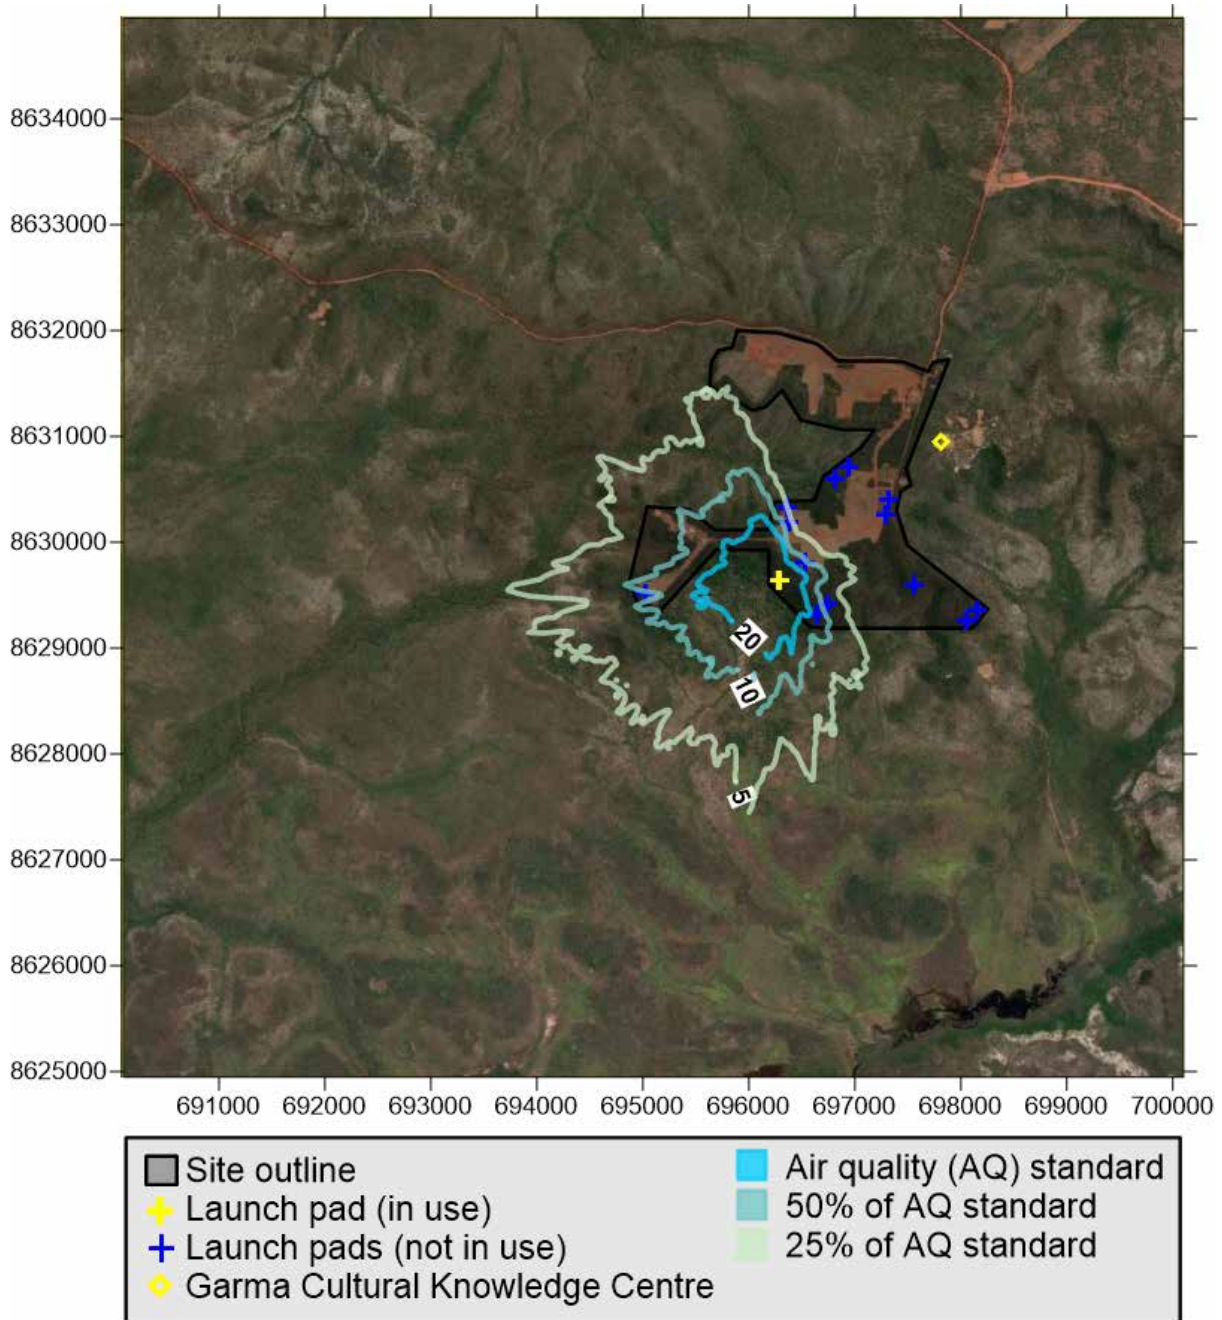 8634000
8633000
8632000
8631000
8630000
8629000
8628000
8627000
8626000
8625000
20
10
5
691000 692000 693000 694000 695000 696000 697000 698000 699000 700000
Site outline
Launch pad (in use)
Launch pads (not in use)
Garma Cultural Knowledge Centre
Air quality (AQ) standard
50% of AQ standard
25% of AQ standard